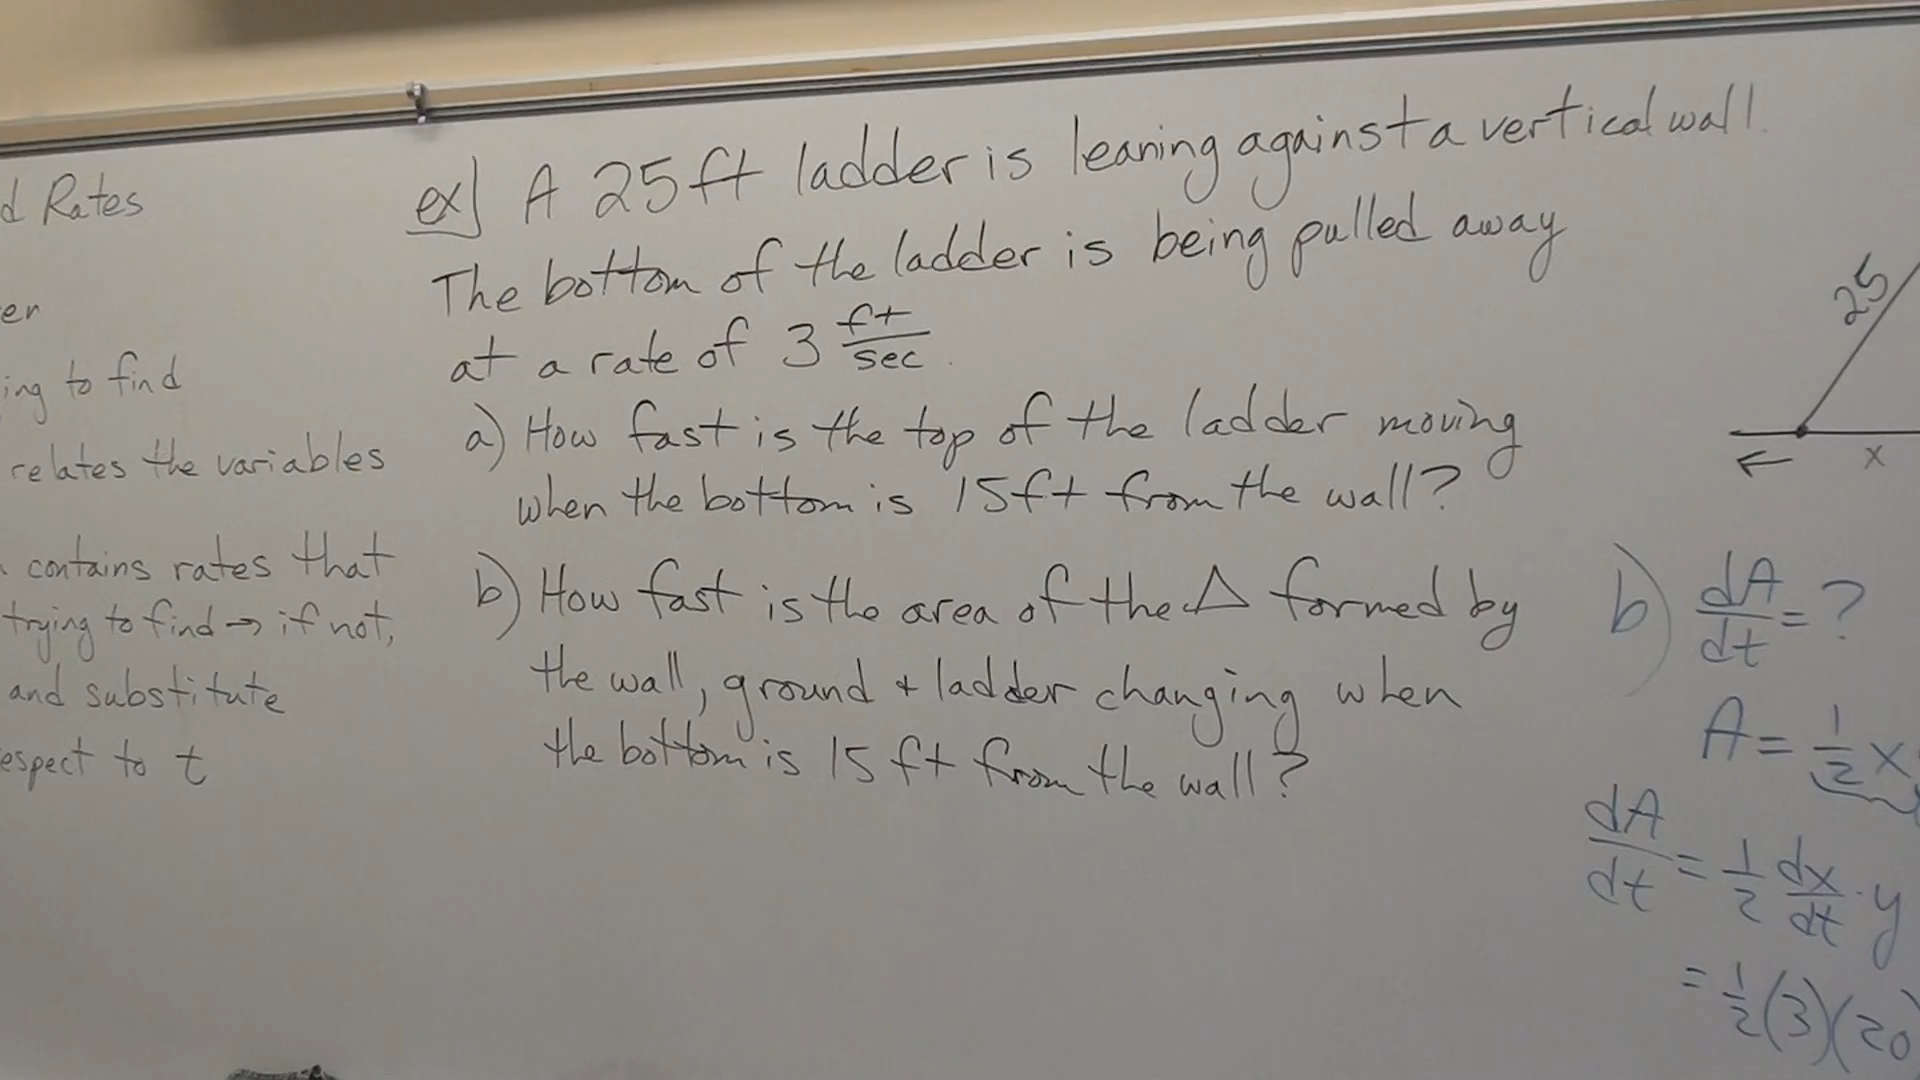 d Rates
er
ing to find
relates the variables
contains rates that
trying to find → if not,
and substitute
espect to t
ex] A 25 ft ladder is leaning against a vertical wall.
The bottom of the ladder is being pulled away
at a rate of 3 ft/sec.
a) How fast is the top of the ladder moving
when the bottom is 15 ft from the wall?
b) How fast is the area of the Δ formed by
the wall, ground + ladder changing when
the bottom is 15 ft from the wall?
25
x
b) dA/dt = ?
A = 1/2 x
dA/dt = 1/2 dx/dt · y
= 1/2 (3)(20)